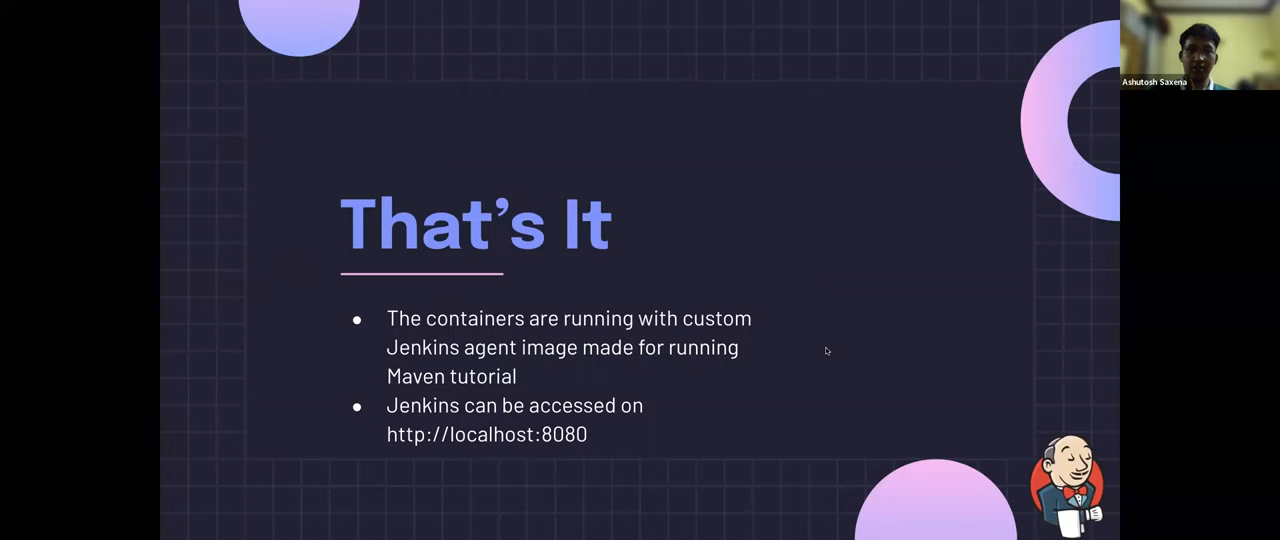 Ashutosh Saxena
That's It
● The containers are running with custom
Jenkins agent image made for running
Maven tutorial
● Jenkins can be accessed on
http://localhost:8080